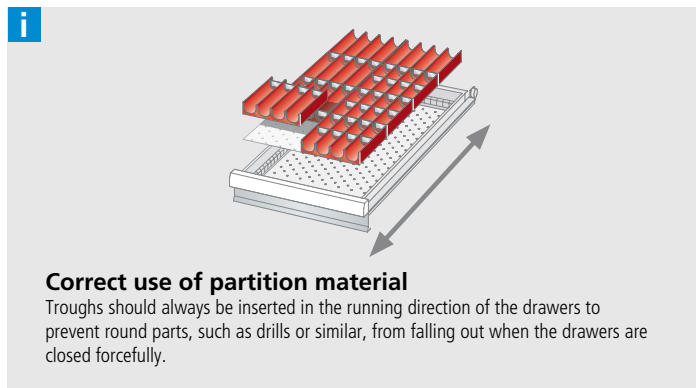 i
Correct use of partition material
Troughs should always be inserted in the running direction of the drawers to
prevent round parts, such as drills or similar, from falling out when the drawers are
closed forcefully.